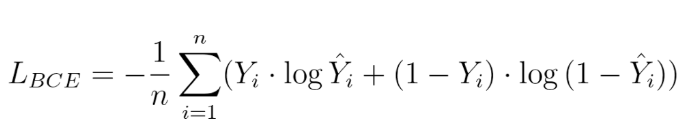 L_{BCE} = -\frac{1}{n} \sum_{i=1}^{n} (Y_i \cdot \log \hat{Y}_i + (1 - Y_i) \cdot \log (1 - \hat{Y}_i))